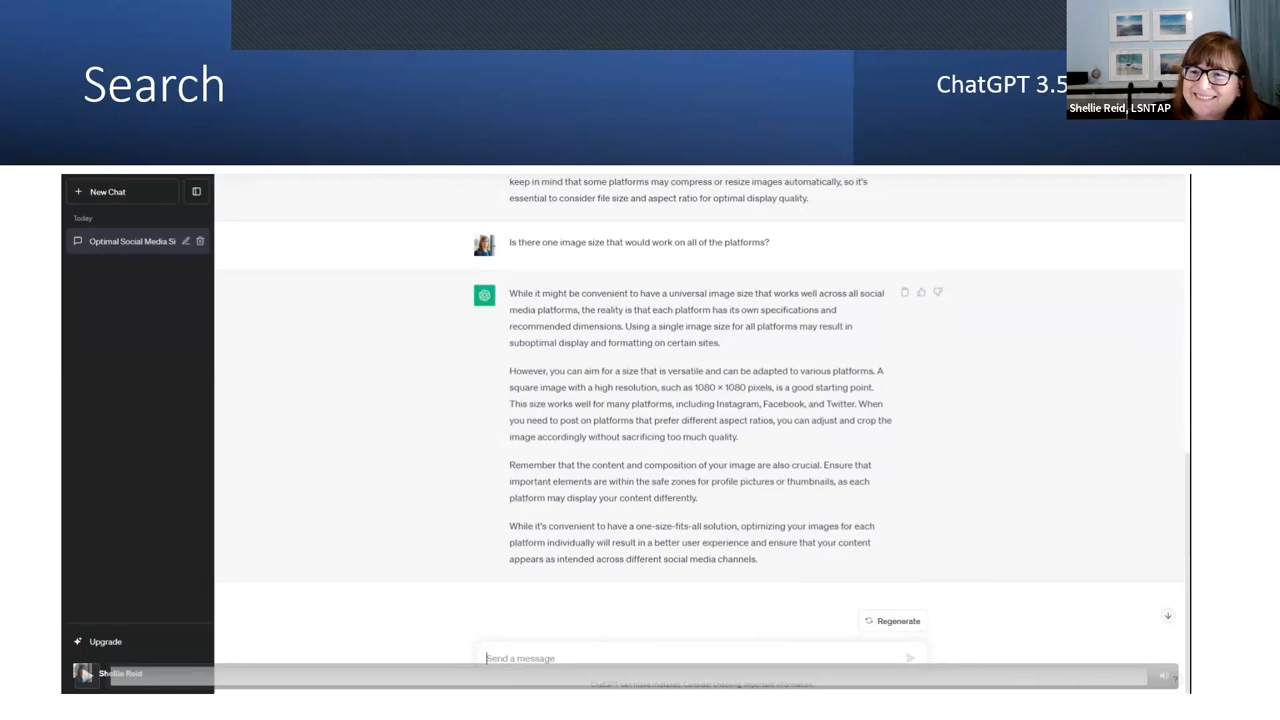 Search
ChatGPT 3.5
Shellie Reid, LSNTAP
New Chat
Today
Optimal Social Media Si
keep in mind that some platforms may compress or resize images automatically, so it's
essential to consider file size and aspect ratio for optimal display quality.
Is there one image size that would work on all of the platforms?
While it might be convenient to have a universal image size that works well across all social
media platforms, the reality is that each platform has its own specifications and
recommended dimensions. Using a single image size for all platforms may result in
suboptimal display and formatting on certain sites.
However, you can aim for a size that is versatile and can be adapted to various platforms. A
square image with a high resolution, such as 1080 × 1080 pixels, is a good starting point.
This size works well for many platforms, including Instagram, Facebook, and Twitter. When
you need to post on platforms that prefer different aspect ratios, you can adjust and crop the
image accordingly without sacrificing too much quality.
Remember that the content and composition of your image are also crucial. Ensure that
important elements are within the safe zones for profile pictures or thumbnails, as each
platform may display your content differently.
While it's convenient to have a one-size-fits-all solution, optimizing your images for each
platform individually will result in a better user experience and ensure that your content
appears as intended across different social media channels.
Regenerate
Upgrade
Send a message
Shellie Reid
ChatGPT can make mistakes. Consider checking important information.